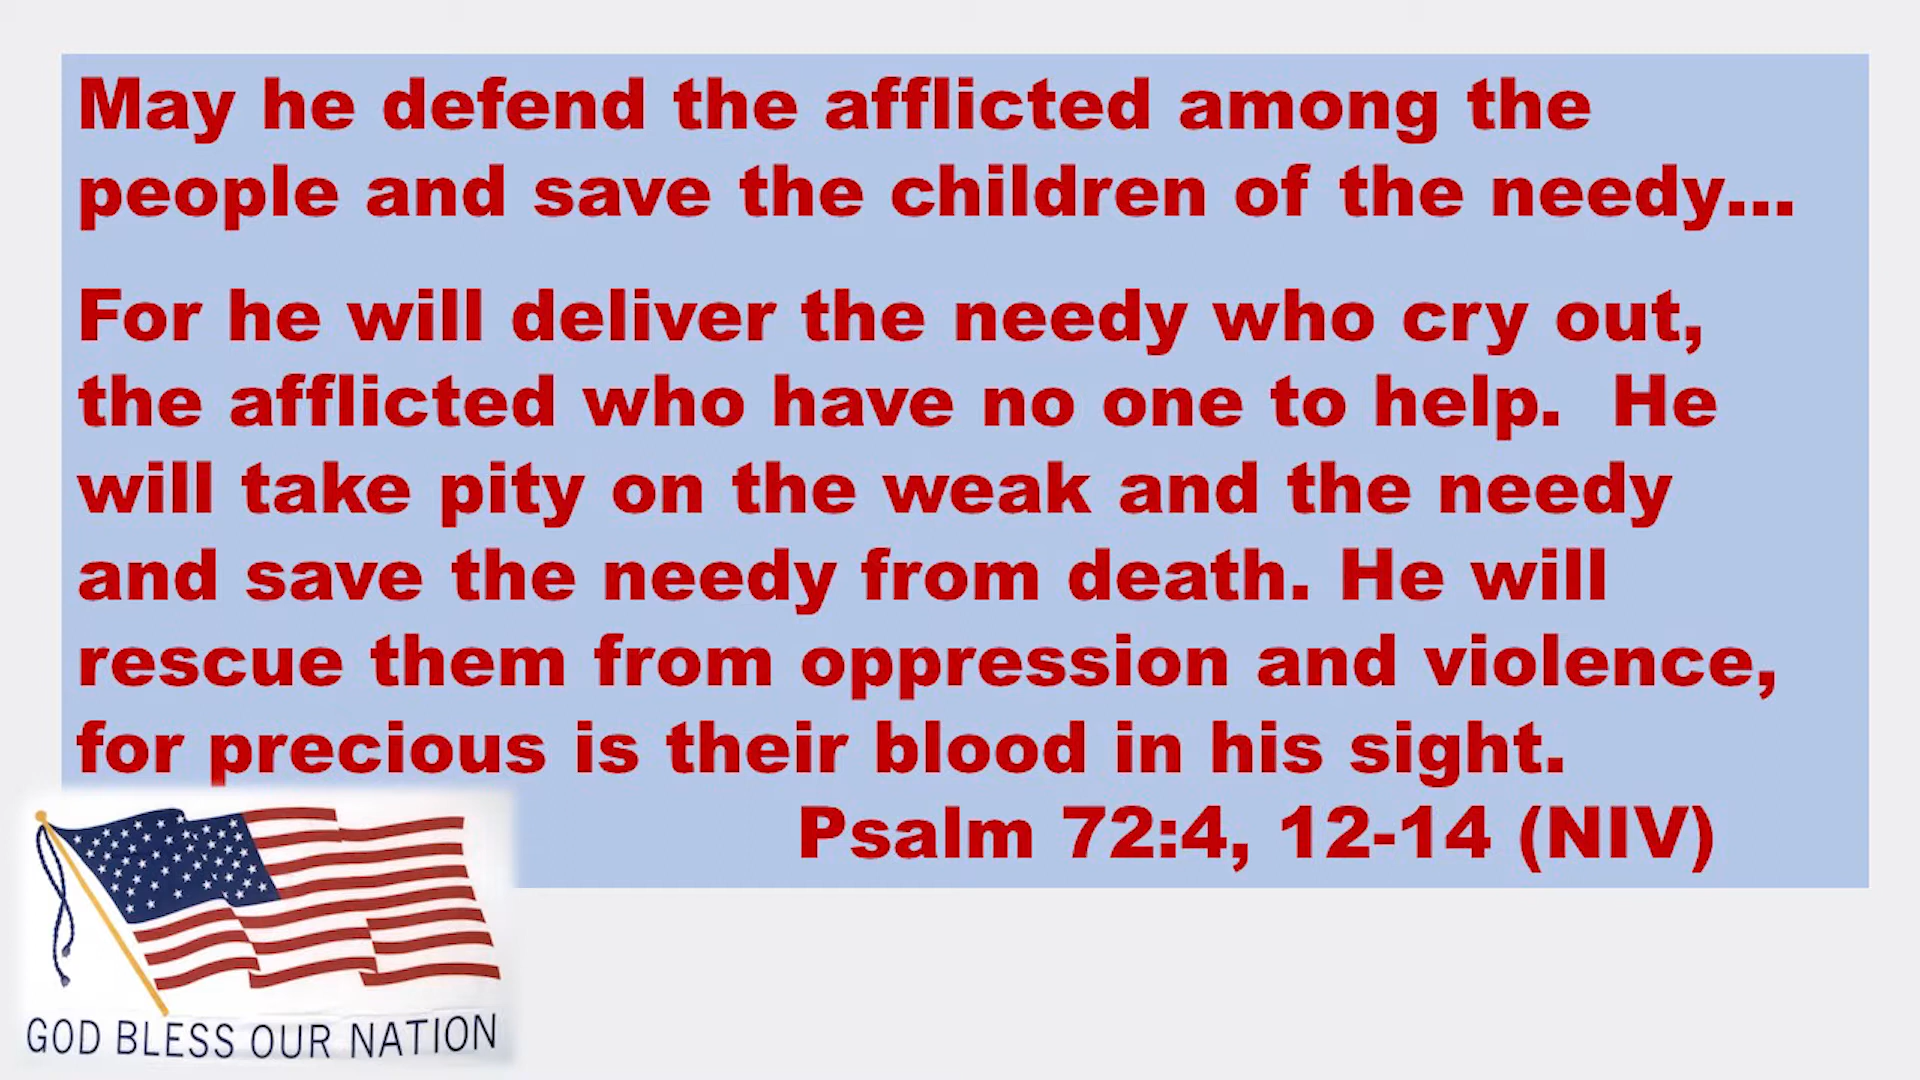 May he defend the afflicted among the
people and save the children of the needy...
For he will deliver the needy who cry out,
the afflicted who have no one to help.  He
will take pity on the weak and the needy
and save the needy from death. He will
rescue them from oppression and violence,
for precious is their blood in his sight.
Psalm 72:4, 12-14 (NIV)
GOD BLESS OUR NATION